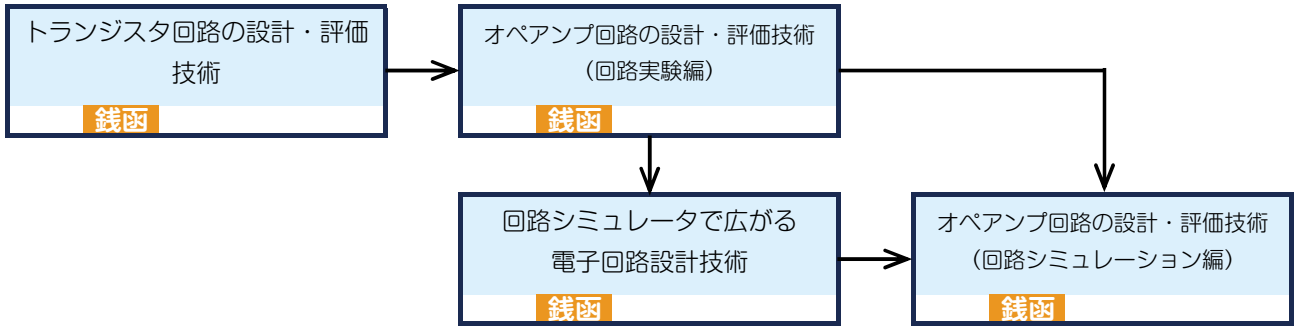 トランジスタ回路の設計・評価
技術
銭函
オペアンプ回路の設計・評価技術
（回路実験編）
銭函
回路シミュレータで広がる
電子回路設計技術
銭函
オペアンプ回路の設計・評価技術
（回路シミュレーション編）
銭函